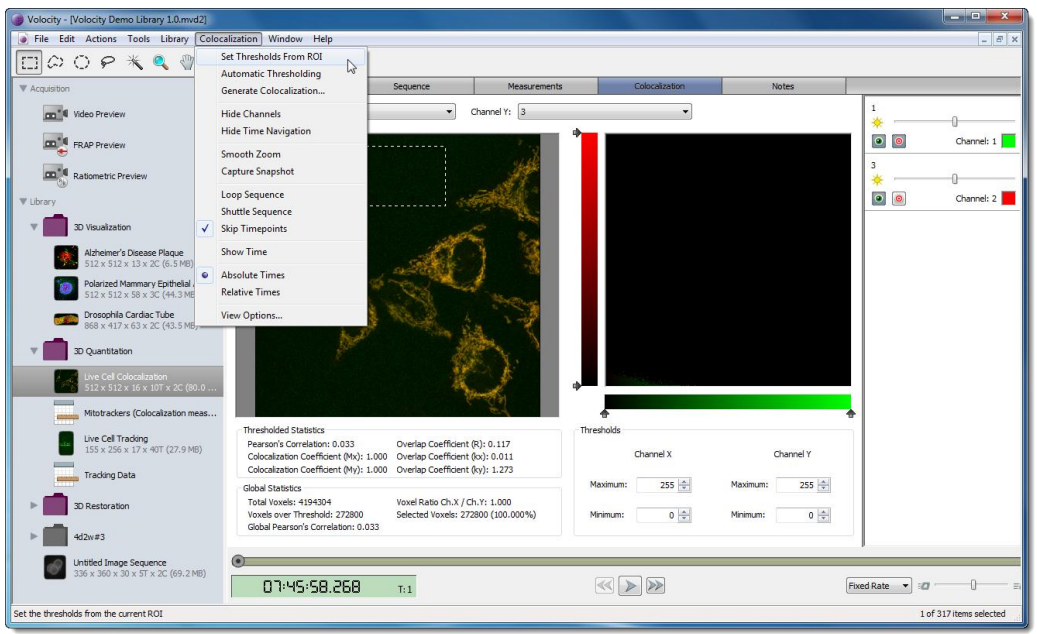 Volocity - [Volocity Demo Library 1.0.mvd2]
File Edit Actions Tools Library Colocalization Window Help
Set Thresholds From ROI
Automatic Thresholding
Generate Colocalization...
Hide Channels
Hide Time Navigation
Smooth Zoom
Capture Snapshot
Loop Sequence
Shuttle Sequence
Skip Timepoints
Show Time
Absolute Times
Relative Times
View Options...
Acquisition
Video Preview
FRAP Preview
Ratiometric Preview
Library
3D Visualization
Alzheimer's Disease Plaque
512 x 512 x 13 x 2C (6.5 MB)
Polarized Mammary Epithelial
512 x 512 x 58 x 3C (44.3 MB
Drosophila Cardiac Tube
868 x 417 x 63 x 2C (43.5 MB)
3D Quantitation
Live Cell Colocalization
512 x 512 x 16 x 10T x 2C (80.0 ...
Mitotrackers (Colocalization meas...
Live Cell Tracking
155 x 256 x 17 x 40T (27.9 MB)
Tracking Data
3D Restoration
4d2w#3
Untitled Image Sequence
336 x 360 x 30 x 5T x 2C (69.2 MB)
Sequence Measurements Colocalization Notes
Channel Y: 3
1
Channel: 1
3
Channel: 2
Thresholded Statistics
Pearson's Correlation: 0.033 Overlap Coefficient (R): 0.117
Colocalization Coefficient (Mx): 1.000 Overlap Coefficient (kx): 0.011
Colocalization Coefficient (My): 1.000 Overlap Coefficient (ky): 1.273
Global Statistics
Total Voxels: 4194304 Voxel Ratio Ch.X / Ch.Y: 1.000
Voxels over Threshold: 272800 Selected Voxels: 272800 (100.000%)
Global Pearson's Correlation: 0.033
Thresholds
Channel X Channel Y
Maximum: 255 Maximum: 255
Minimum: 0 Minimum: 0
07:45:58.268 T: 1
Fixed Rate
Set the thresholds from the current ROI
1 of 317 items selected